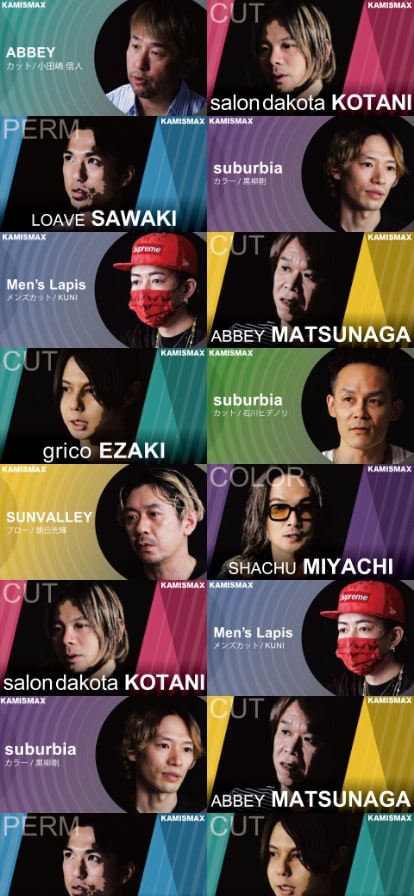 KAMISMAX
ABBEY
カット / 小田嶋 信人
CUT
KAMISMAX
salon dakota KOTANI
PERM
KAMISMAX
LOAVE SAWAKI
KAMISMAX
suburbia
カラー / 黒柳剛
KAMISMAX
Men's Lapis
メンズカット / KUNI
Supreme
CUT
KAMISMAX
ABBEY MATSUNAGA
CUT
KAMISMAX
grico EZAKI
KAMISMAX
suburbia
カット / 石川ヒデノリ
KAMISMAX
SUNVALLEY
ブロー / 朝日光輝
COLOR
KAMISMAX
SHACHU MIYACHI
CUT
KAMISMAX
salon dakota KOTANI
KAMISMAX
Men's Lapis
メンズカット / KUNI
Supreme
KAMISMAX
suburbia
カラー / 黒柳剛
CUT
KAMISMAX
ABBEY MATSUNAGA
PERM
KAMISMAX
CUT
KAMISMAX